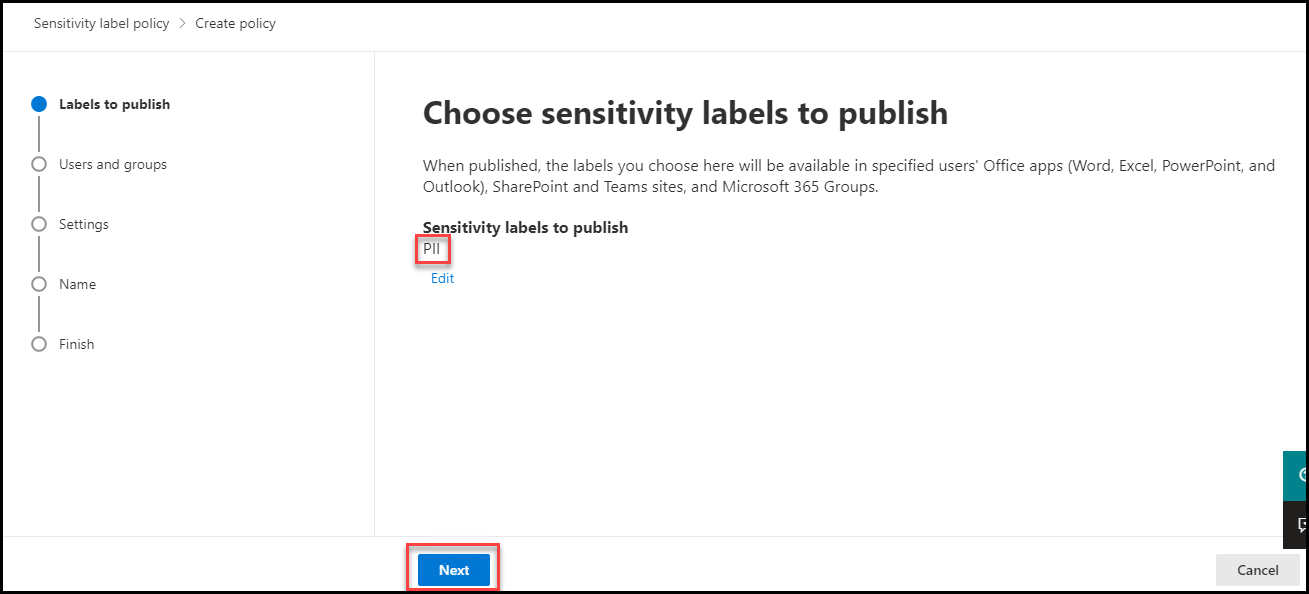 Sensitivity label policy > Create policy
Labels to publish
Users and groups
Settings
Name
Finish
Choose sensitivity labels to publish
When published, the labels you choose here will be available in specified users' Office apps (Word, Excel, PowerPoint, and
Outlook), SharePoint and Teams sites, and Microsoft 365 Groups.
Sensitivity labels to publish
PII
Edit
Next
Cancel